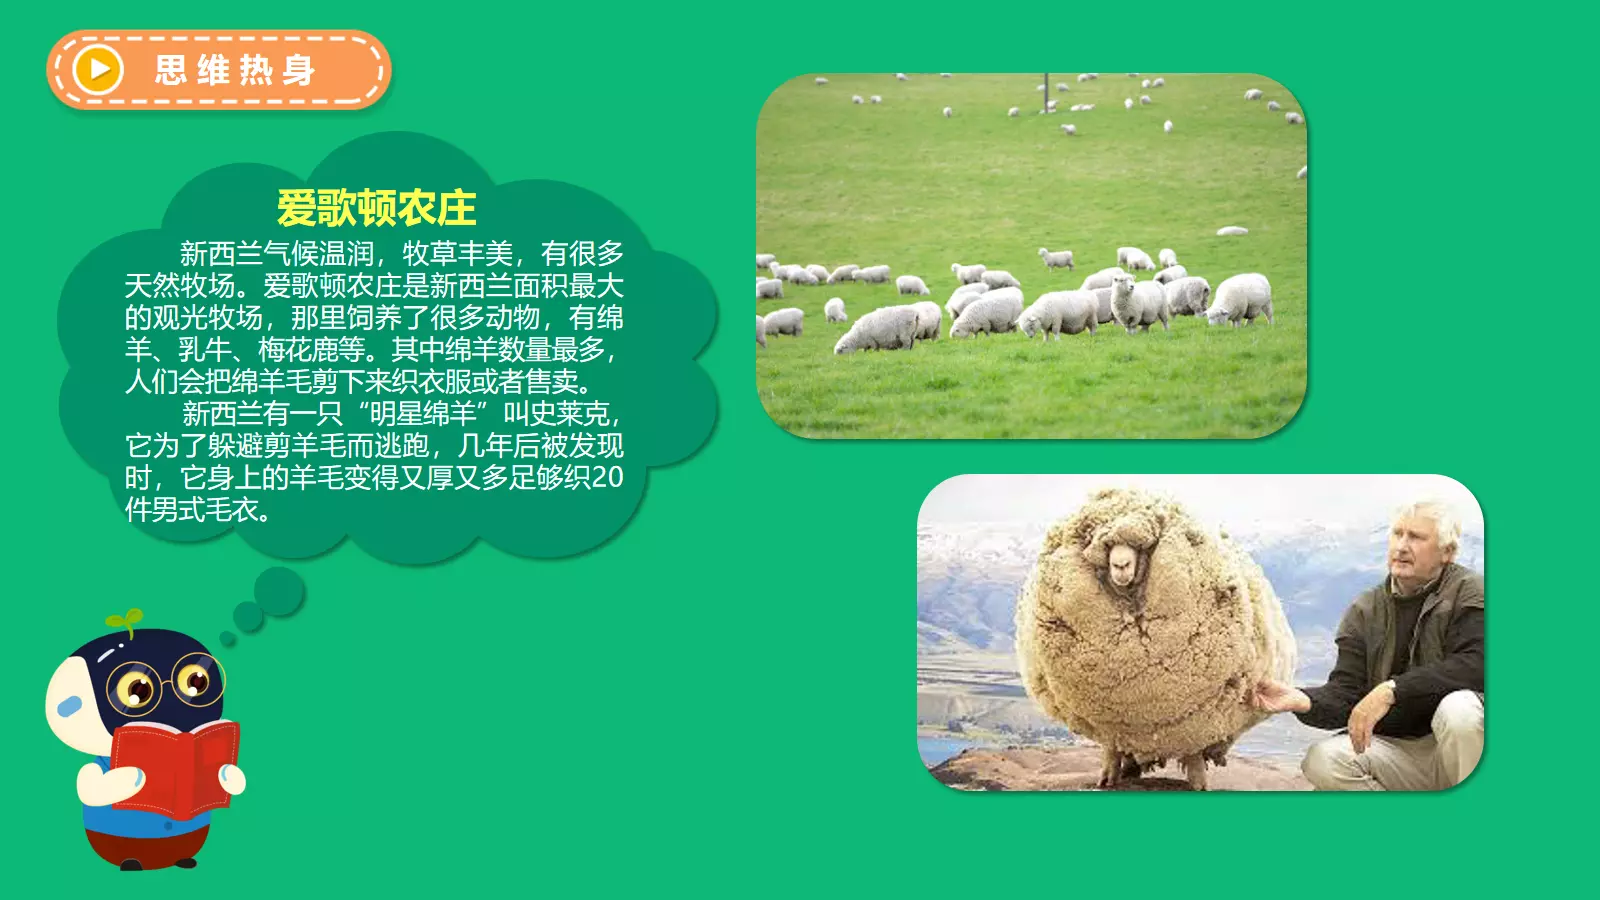 思维热身
爱歌顿农庄
新西兰气候温润，牧草丰美，有很多
天然牧场。爱歌顿农庄是新西兰面积最大
的观光牧场，那里饲养了很多动物，有绵
羊、乳牛、梅花鹿等。其中绵羊数量最多，
人们会把绵羊毛剪下来织衣服或者售卖。
新西兰有一只“明星绵羊”叫史莱克，
它为了躲避剪羊毛而逃跑，几年后被发现
时，它身上的羊毛变得又厚又多足够织20
件男式毛衣。